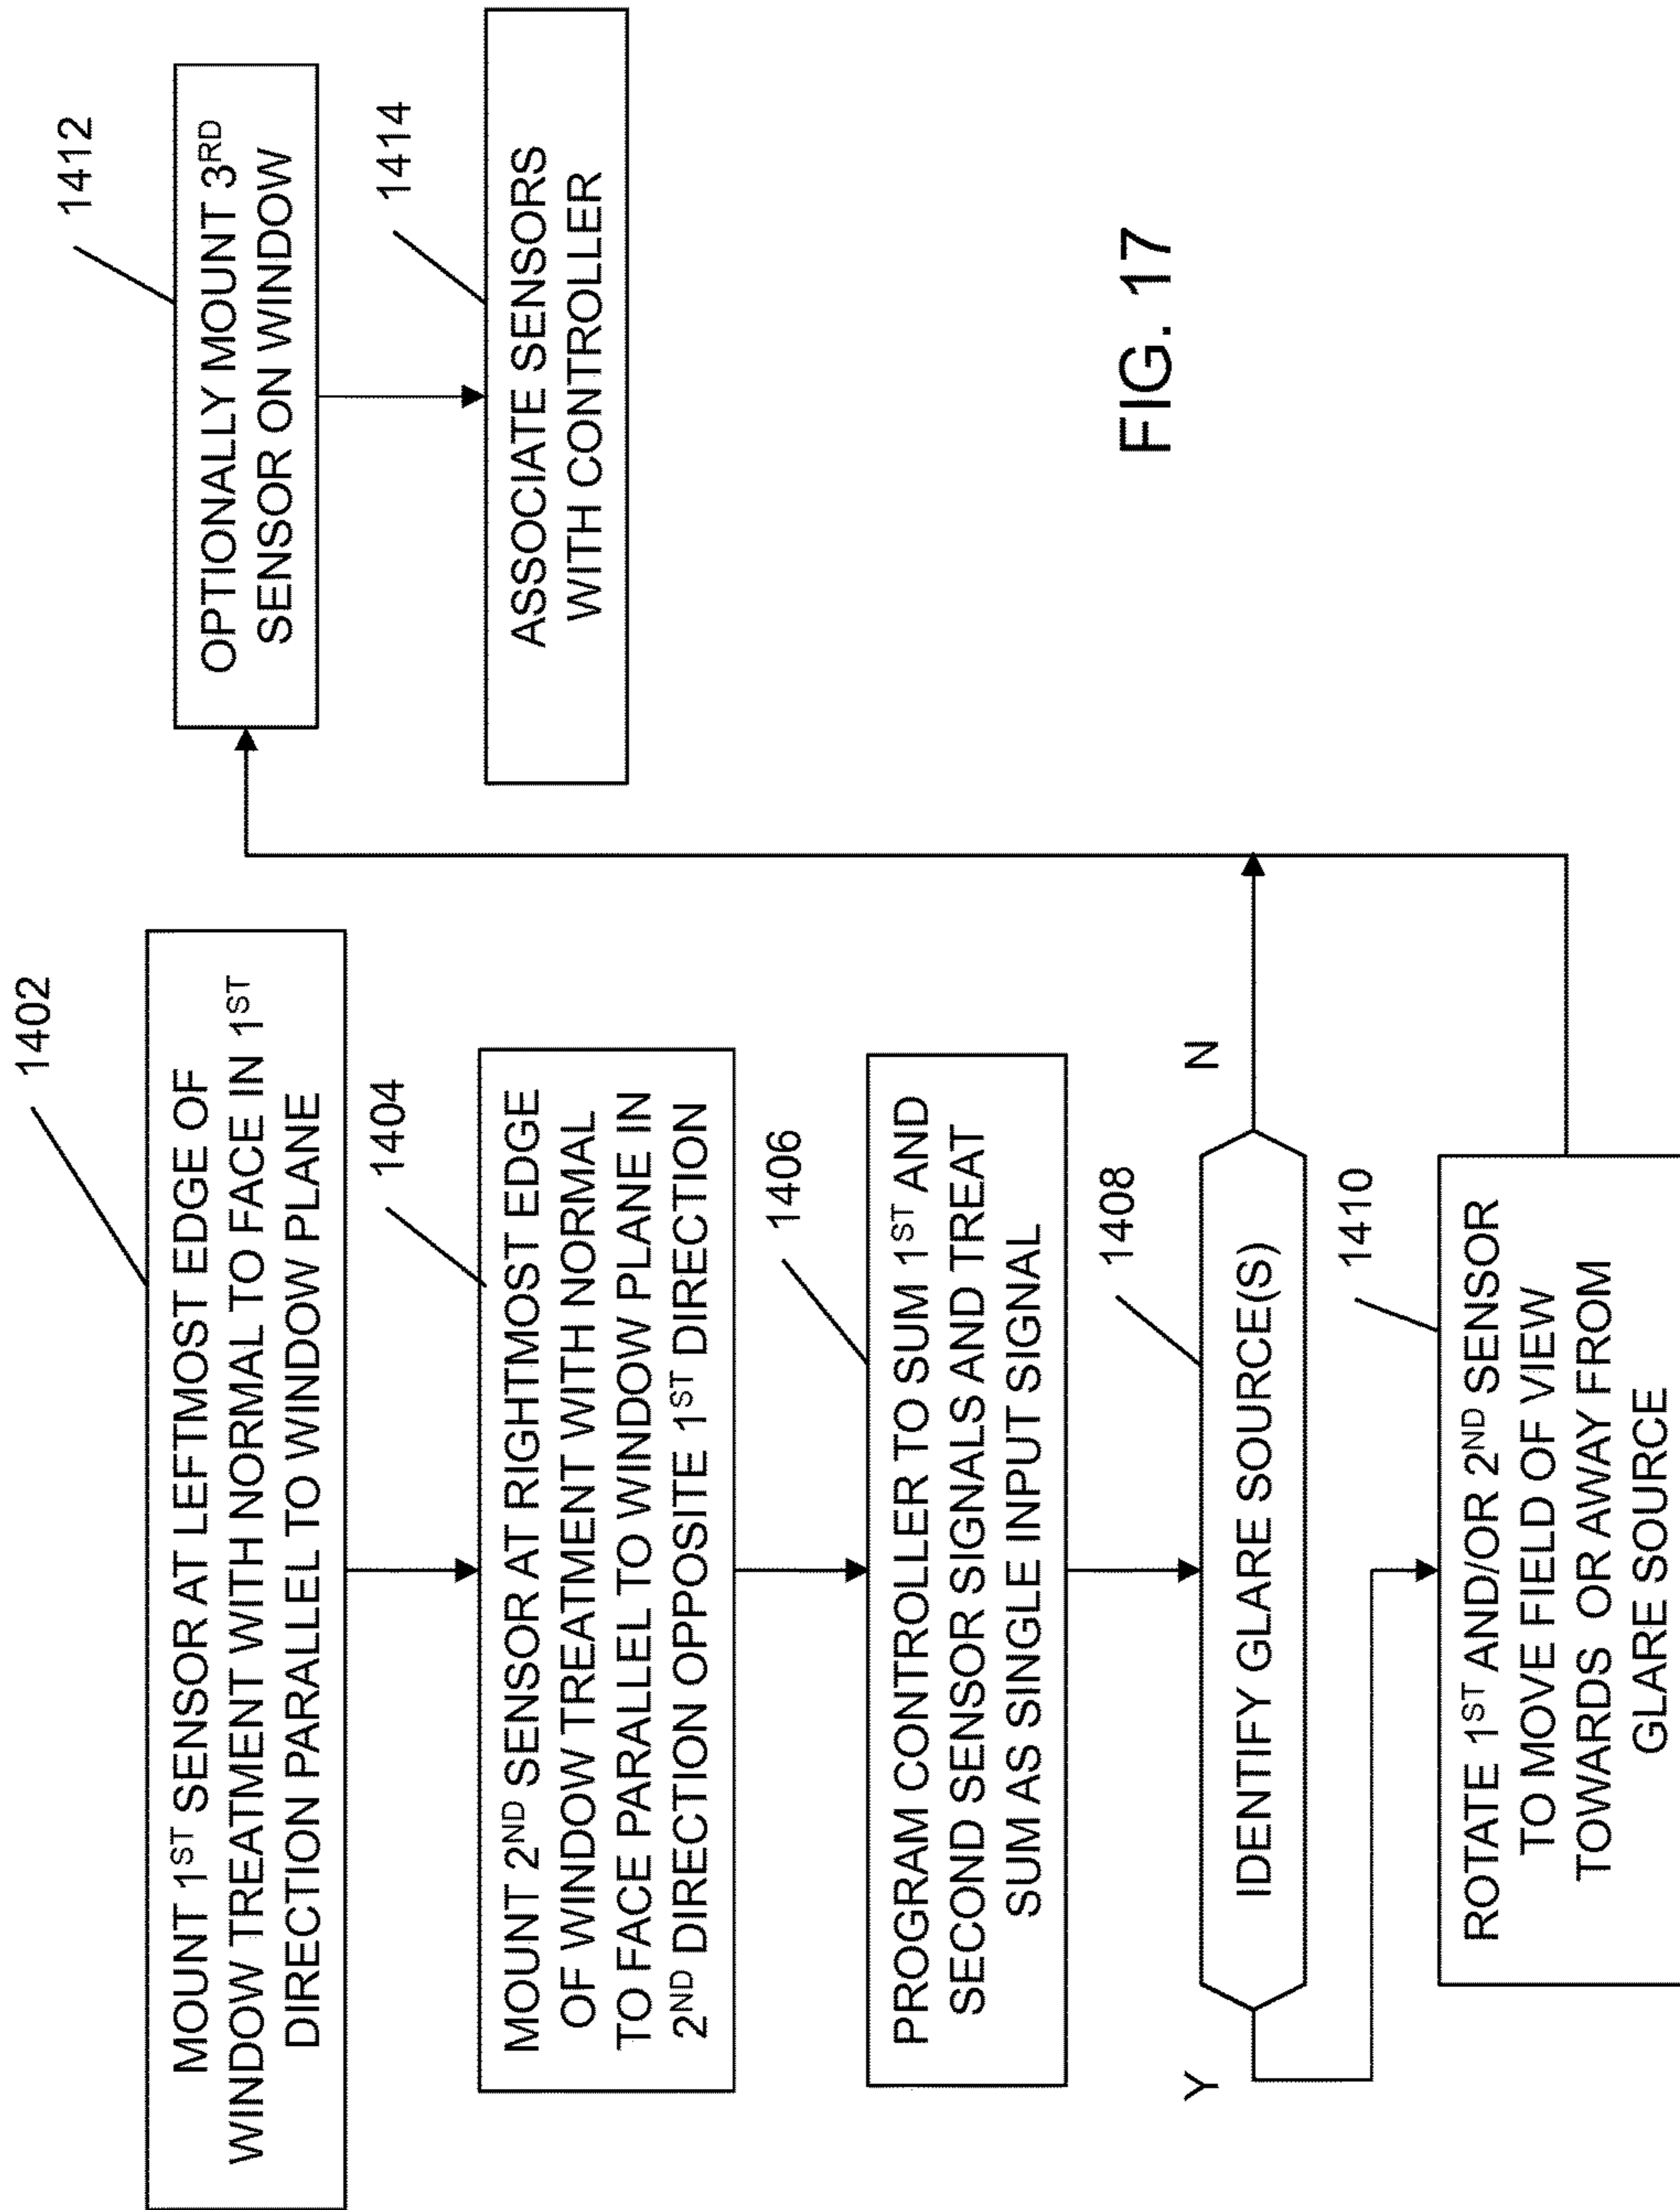 1402
MOUNT 1ST SENSOR AT LEFTMOST EDGE OF
WINDOW TREATMENT WITH NORMAL TO FACE IN 1ST
DIRECTION PARALLEL TO WINDOW PLANE
1404
MOUNT 2ND SENSOR AT RIGHTMOST EDGE
OF WINDOW TREATMENT WITH NORMAL
TO FACE PARALLEL TO WINDOW PLANE IN
2ND DIRECTION OPPOSITE 1ST DIRECTION
1406
PROGRAM CONTROLLER TO SUM 1ST AND
SECOND SENSOR SIGNALS AND TREAT
SUM AS SINGLE INPUT SIGNAL
1408
IDENTIFY GLARE SOURCE(S)
Y
N
1410
ROTATE 1ST AND/OR 2ND SENSOR
TO MOVE FIELD OF VIEW
TOWARDS OR AWAY FROM
GLARE SOURCE
1412
OPTIONALLY MOUNT 3RD
SENSOR ON WINDOW
1414
ASSOCIATE SENSORS
WITH CONTROLLER
FIG. 17